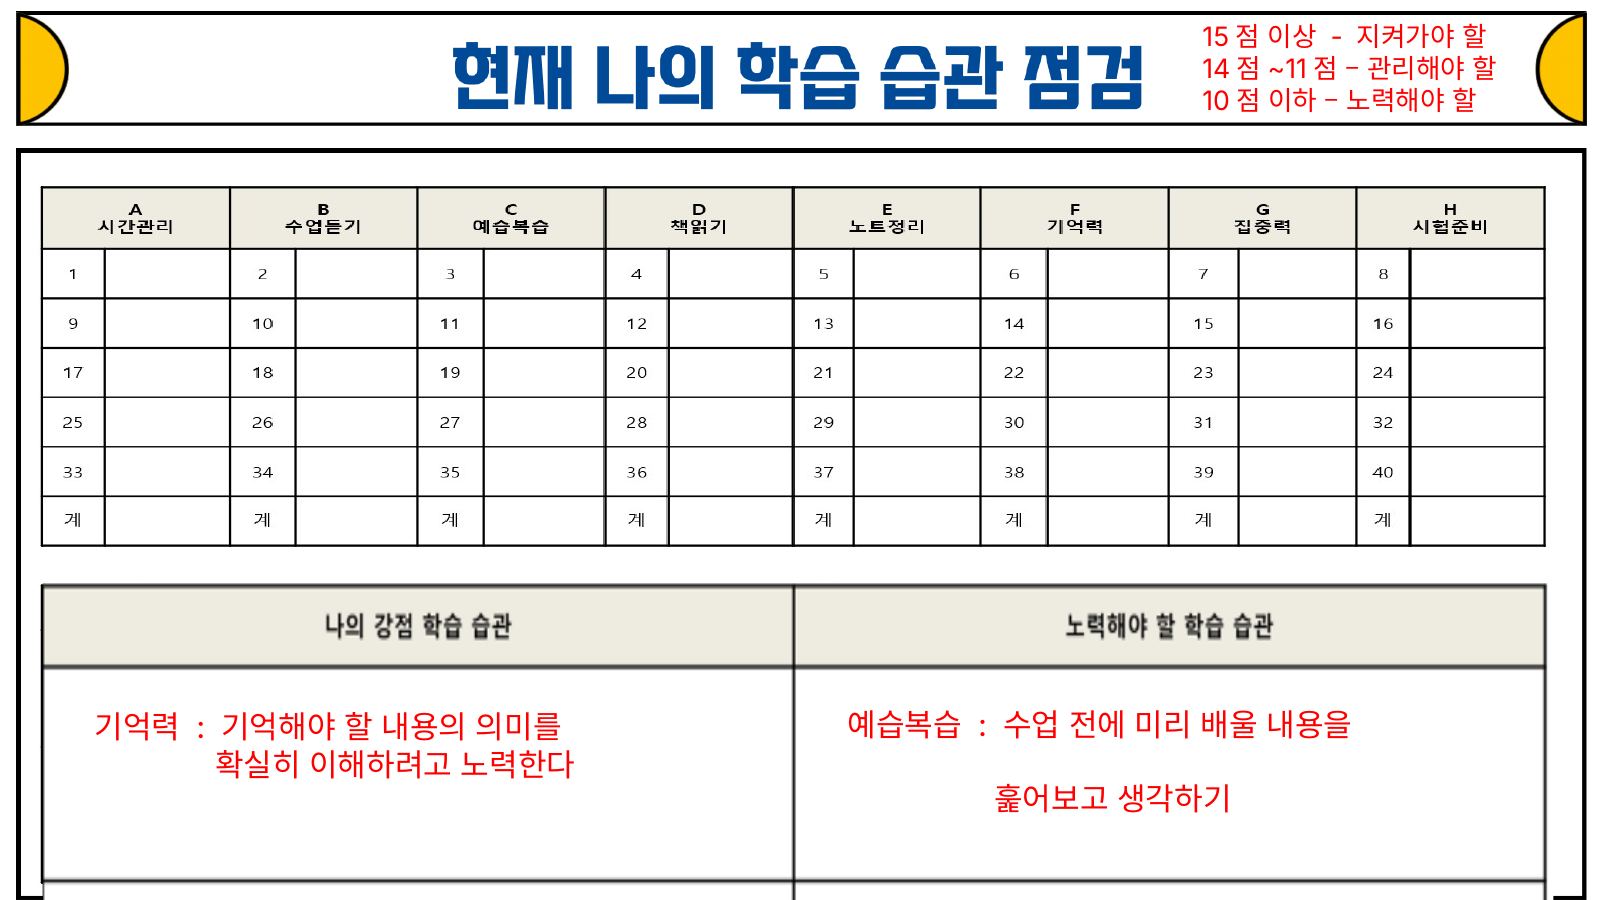 현재 나의 학습 습관 점검
15 점 이상 - 지켜가야 할
14 점 ~11 점 – 관리해야 할
10 점 이하 – 노력해야 할
A B C D E F G H
시간관리 수업듣기 예습복습 책읽기 노트정리 기억력 집중력 시험준비
1 2 3 4 5 6 7 8
9 10 11 12 13 14 15 16
17 18 19 20 21 22 23 24
25 26 27 28 29 30 31 32
33 34 35 36 37 38 39 40
계 계 계 계 계 계 계 계
나의 강점 학습 습관 노력해야 할 학습 습관
기억력 : 기억해야 할 내용의 의미를
확실히 이해하려고 노력한다
예습복습 : 수업 전에 미리 배울 내용을
훑어보고 생각하기